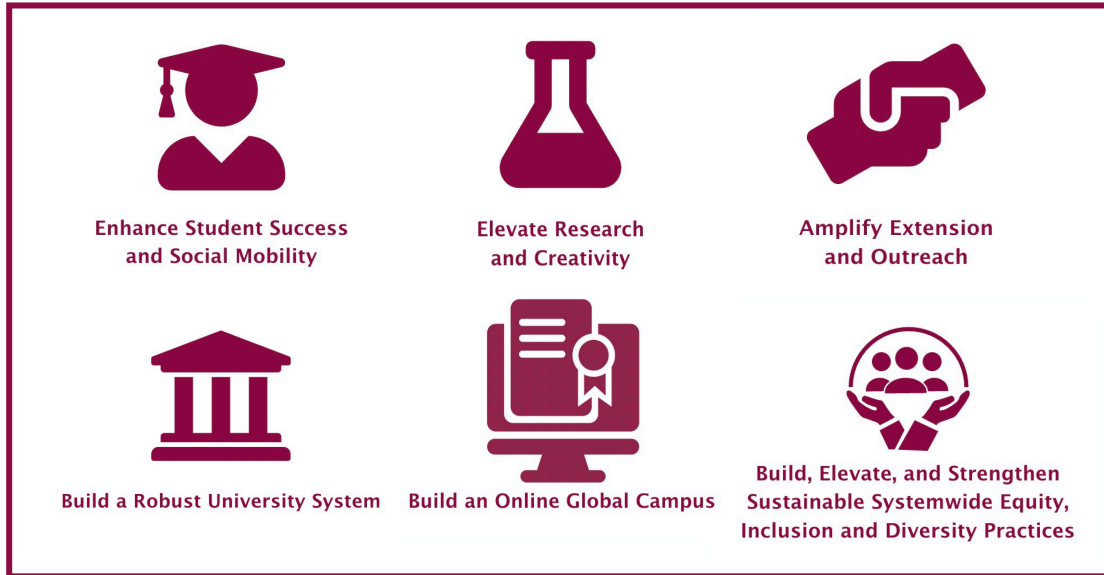 Enhance Student Success
and Social Mobility
Elevate Research
and Creativity
Amplify Extension
and Outreach
Build a Robust University System
Build an Online Global Campus
Build, Elevate, and Strengthen
Sustainable Systemwide Equity,
Inclusion and Diversity Practices